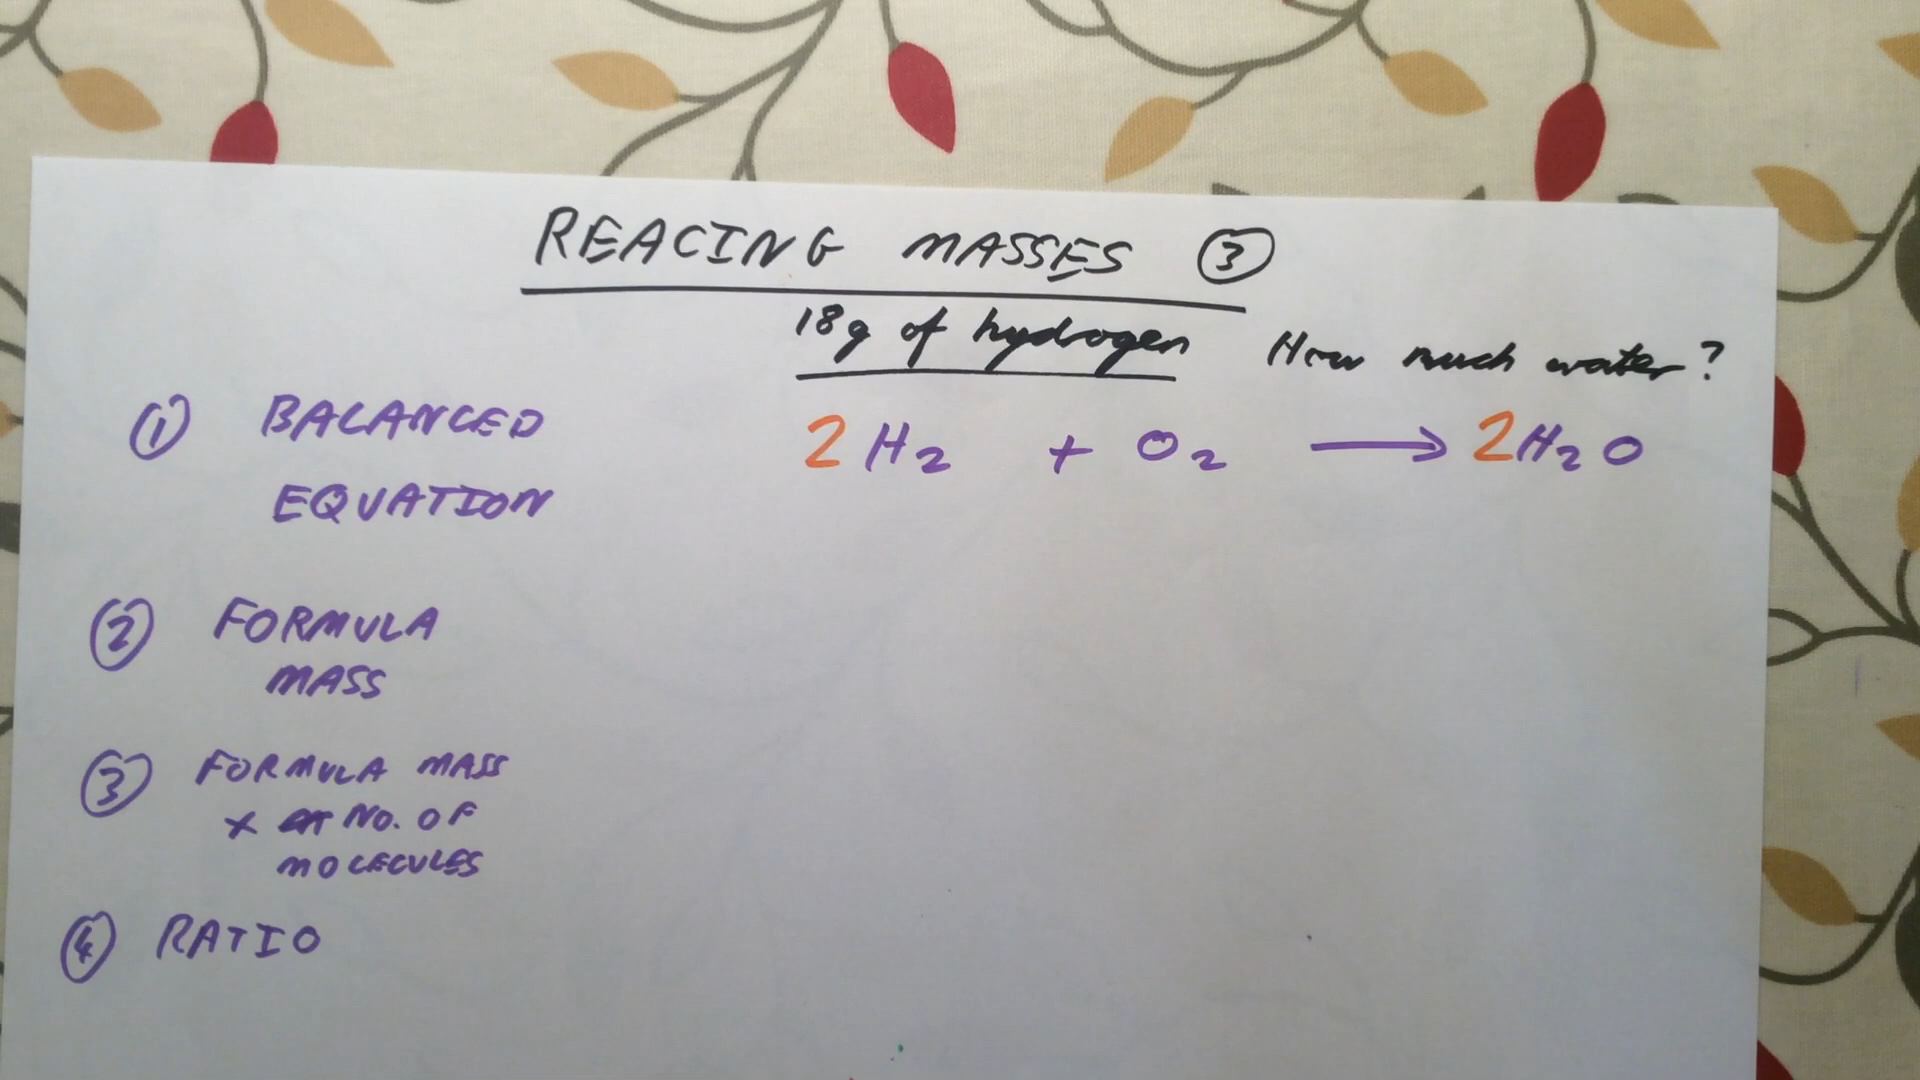 REACING MASSES ③
18g of hydrogen How much water?
① BALANCED
EQUATION
2H₂ + O₂ → 2H₂O
② FORMULA
MASS
③ FORMULA MASS
× NO. OF
MOLECULES
④ RATIO